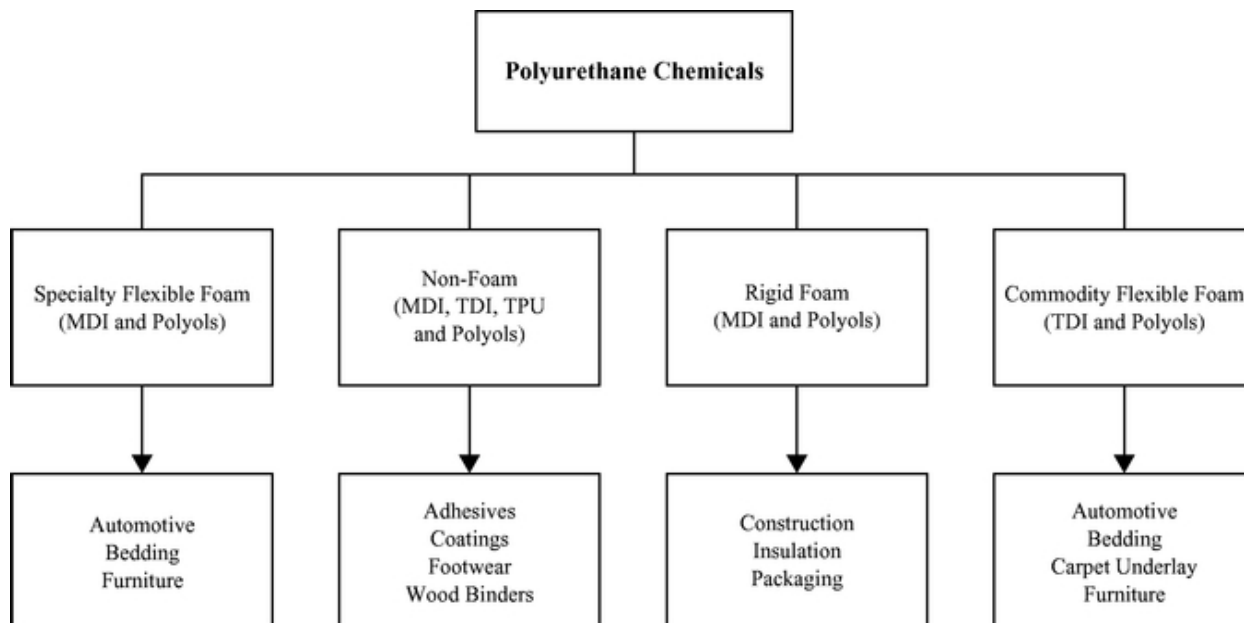 Polyurethane Chemicals
Specialty Flexible Foam
(MDI and Polyols)
Non-Foam
(MDI, TDI, TPU
and Polyols)
Rigid Foam
(MDI and Polyols)
Commodity Flexible Foam
(TDI and Polyols)
Automotive
Bedding
Furniture
Adhesives
Coatings
Footwear
Wood Binders
Construction
Insulation
Packaging
Automotive
Bedding
Carpet Underlay
Furniture